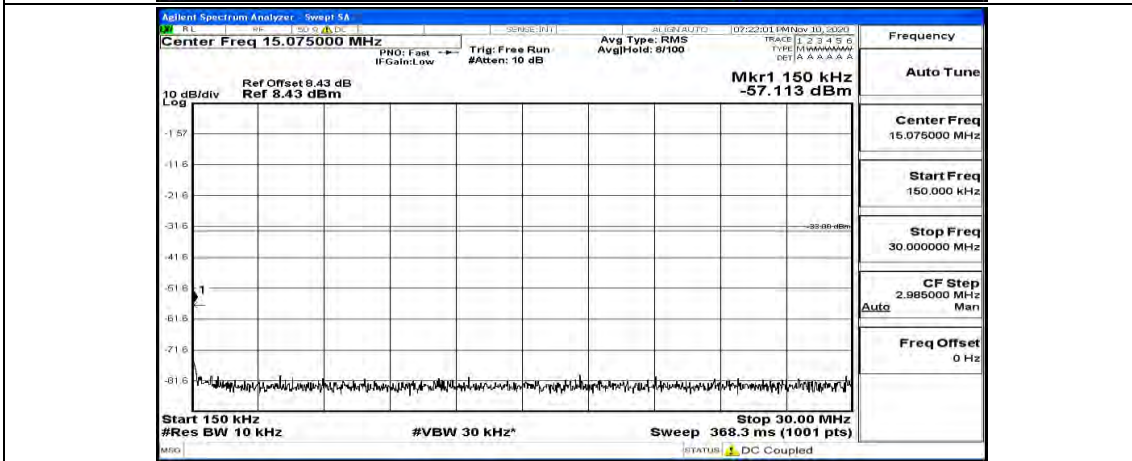 Agilent Spectrum Analyzer - Swept SA
RL RF 50 Ω DC SENSE:INT ALIGN AUTO 07:22:01 PM Nov 10, 2020
Center Freq 15.075000 MHz
PNO: Fast
IFGain:Low
Trig: Free Run
#Atten: 10 dB
Avg Type: RMS
Avg|Hold: 8/100
TRACE 1 2 3 4 5 6
TYPE MWWWWW
DET A A A A A A
Frequency
Ref Offset 8.43 dB
Ref 8.43 dBm
10 dB/div
Log
Mkr1 150 kHz
-57.113 dBm
Auto Tune
Center Freq
15.075000 MHz
Start Freq
150.000 kHz
Stop Freq
30.000000 MHz
CF Step
2.985000 MHz
Auto Man
Freq Offset
0 Hz
-1.57
-11.6
-21.6
-31.6
-33.00 dBm
-41.6
-51.6
1
-61.6
-71.6
-81.6
Start 150 kHz
Stop 30.00 MHz
#Res BW 10 kHz
#VBW 30 kHz*
Sweep 368.3 ms (1001 pts)
MSG
STATUS DC Coupled